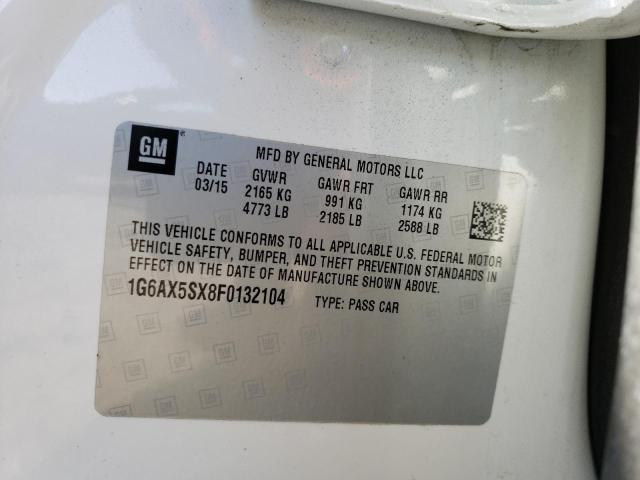 GM
MFD BY GENERAL MOTORS LLC
DATE GVWR GAWR FRT GAWR RR
03/15 2165 KG 991 KG 1174 KG
4773 LB 2185 LB 2588 LB
THIS VEHICLE CONFORMS TO ALL APPLICABLE U.S. FEDERAL MOTOR
VEHICLE SAFETY, BUMPER, AND THEFT PREVENTION STANDARDS IN
EFFECT ON THE DATE OF MANUFACTURE SHOWN ABOVE.
1G6AX5SX8F0132104 TYPE: PASS CAR